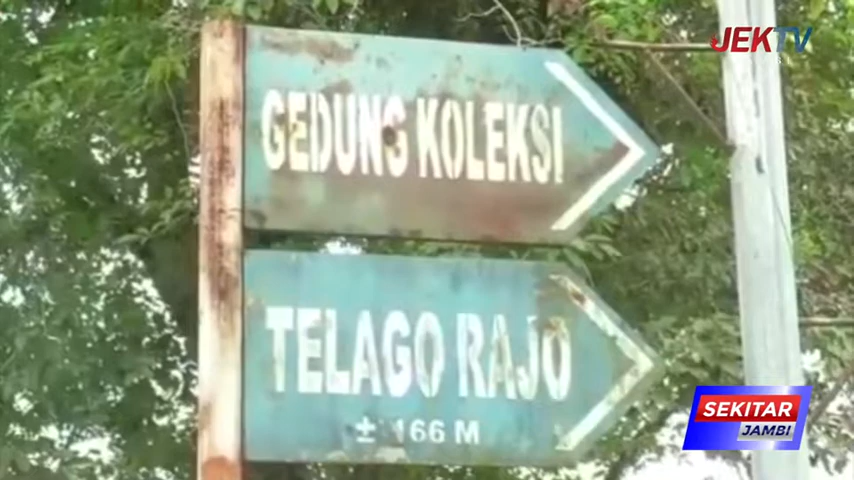 JEKTV
GEDUNG KOLEKSI
TELAGO RAJO
± 166 M
SEKITAR
JAMBI